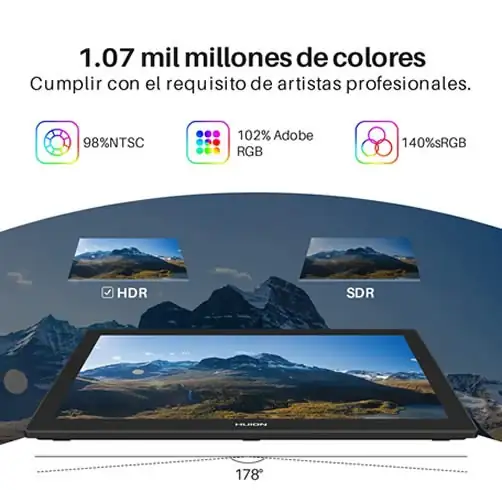 1.07 mil millones de colores
Cumplir con el requisito de artistas profesionales.
98%NTSC
102% Adobe
RGB
140%sRGB
HDR
SDR
HUION
178°